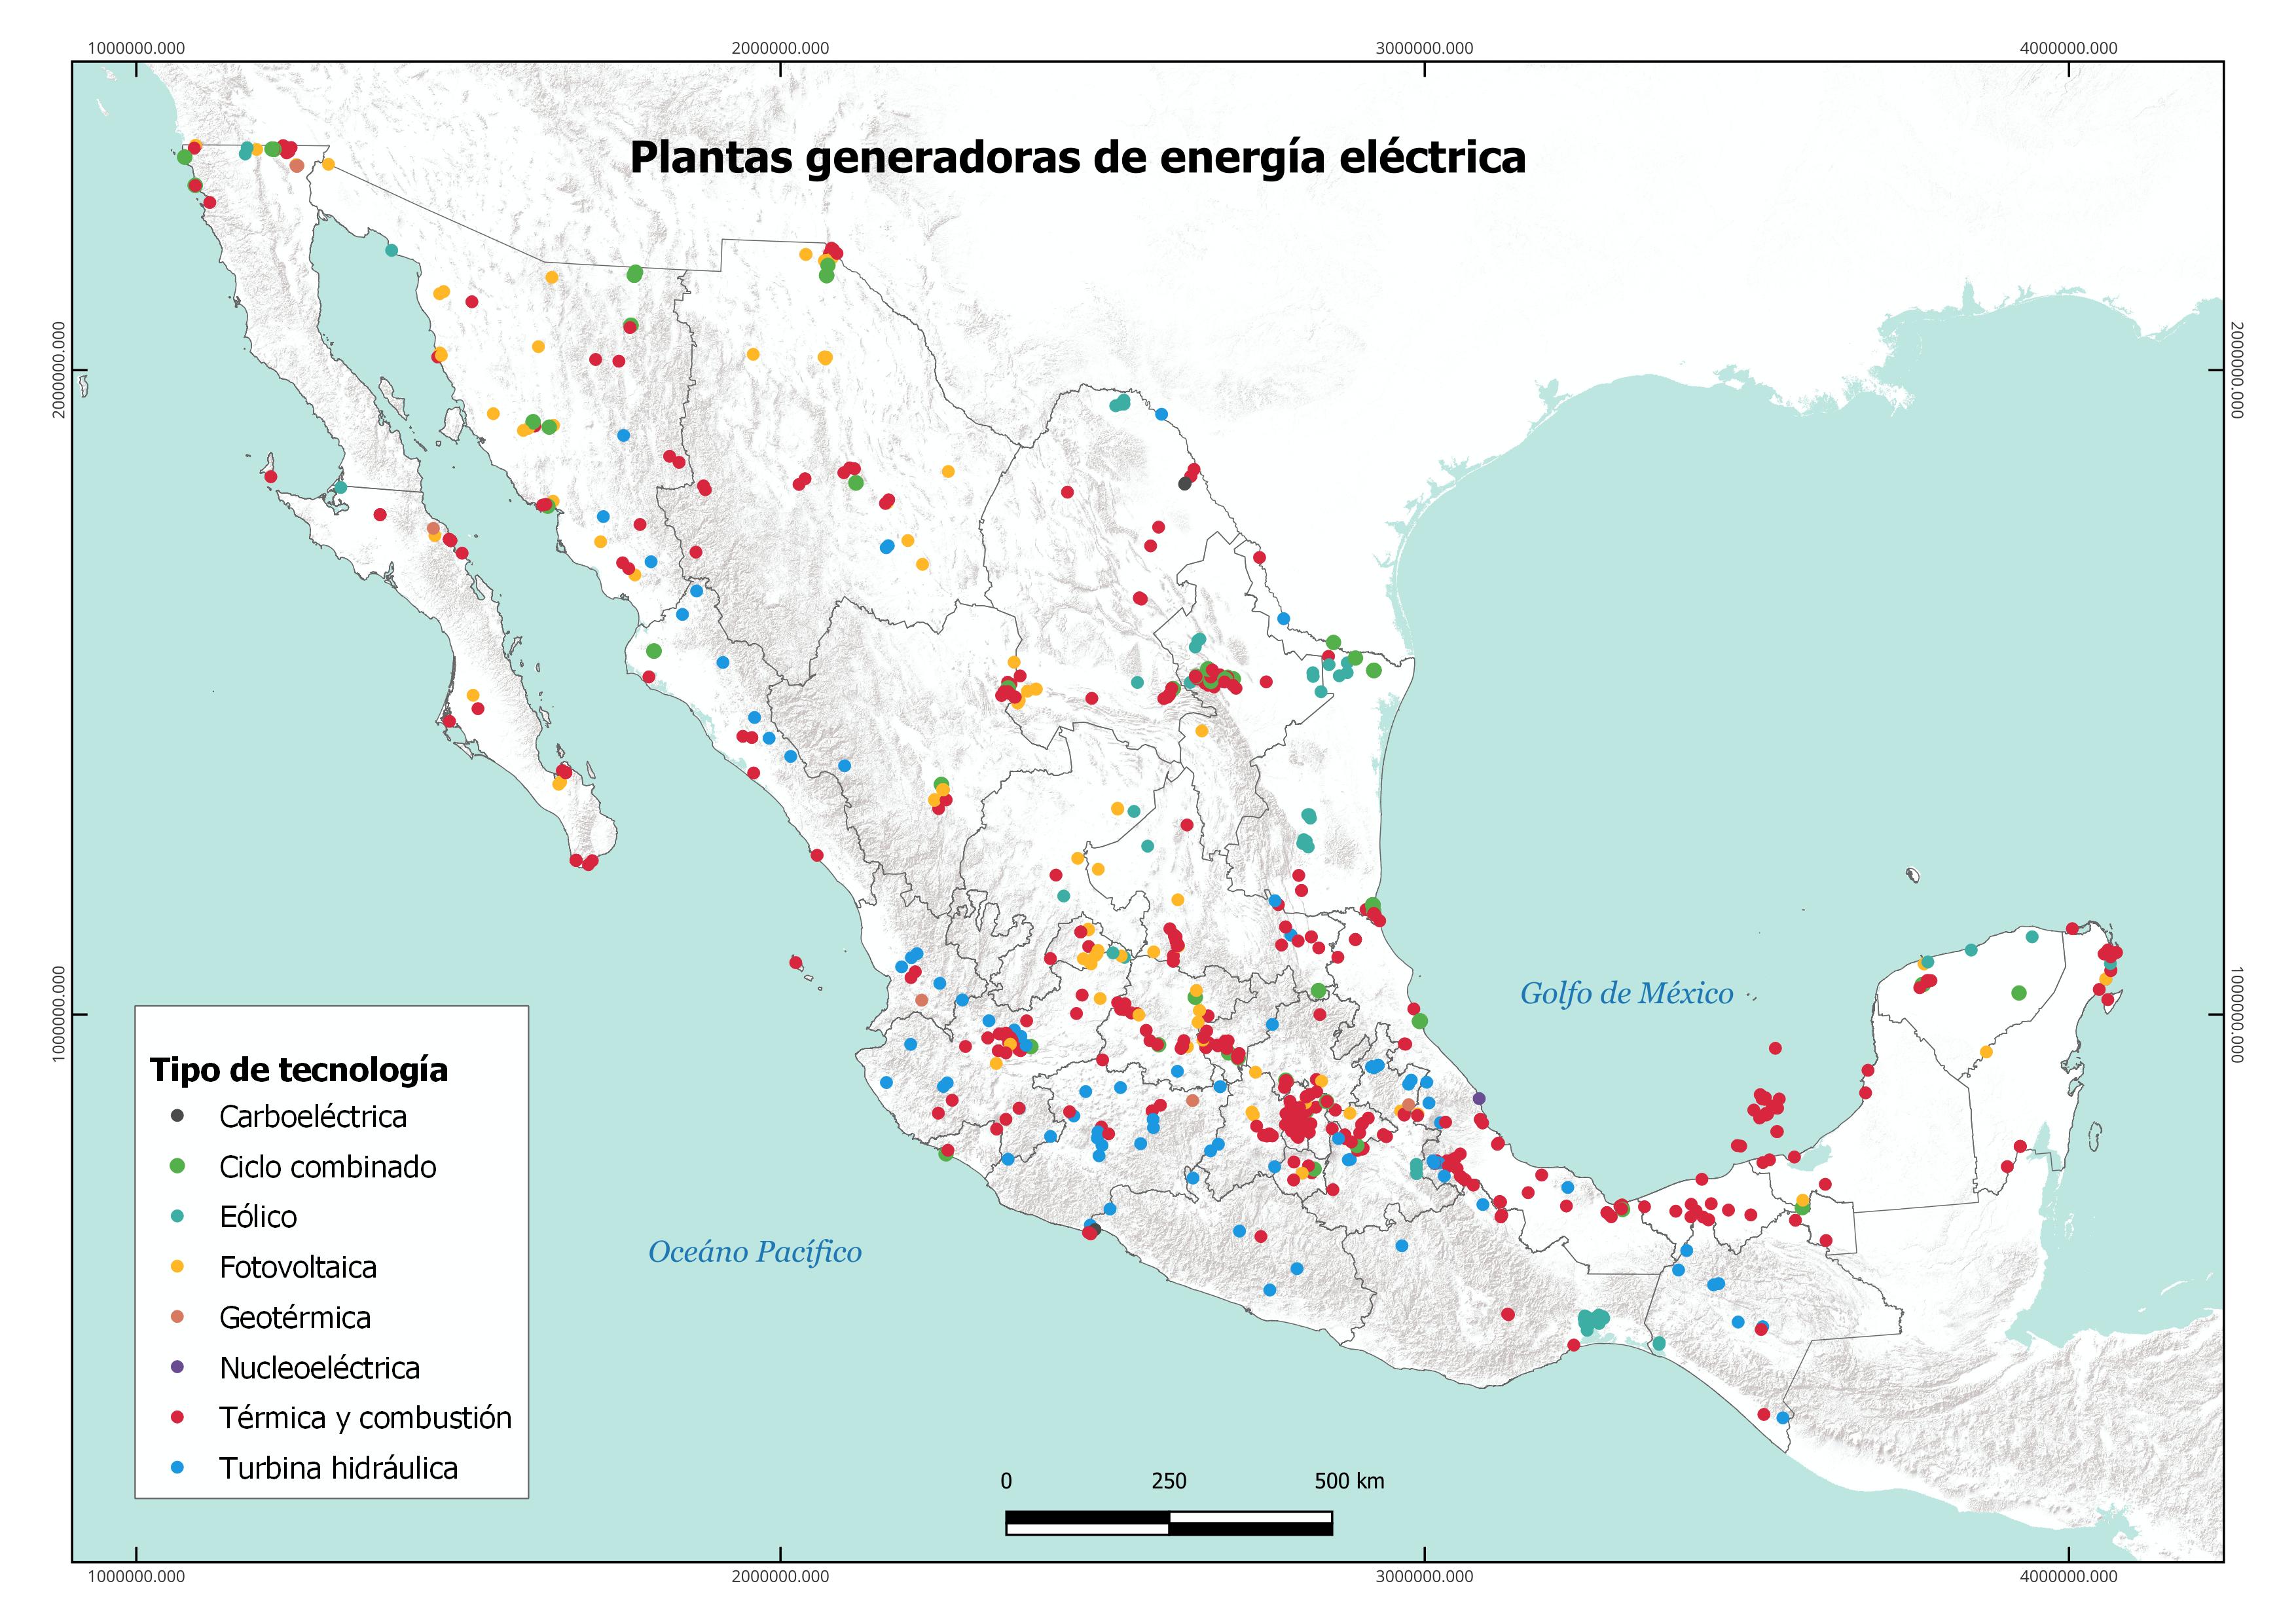 1000000.000
2000000.000
3000000.000
4000000.000
Plantas generadoras de energía eléctrica
2000000.000
2000000.000
1000000.000
1000000.000
Golfo de México
Oceáno Pacífico
Tipo de tecnología
Carboeléctrica
Ciclo combinado
Eólico
Fotovoltaica
Geotérmica
Nucleoeléctrica
Térmica y combustión
Turbina hidráulica
0 250 500 km
1000000.000
2000000.000
3000000.000
4000000.000